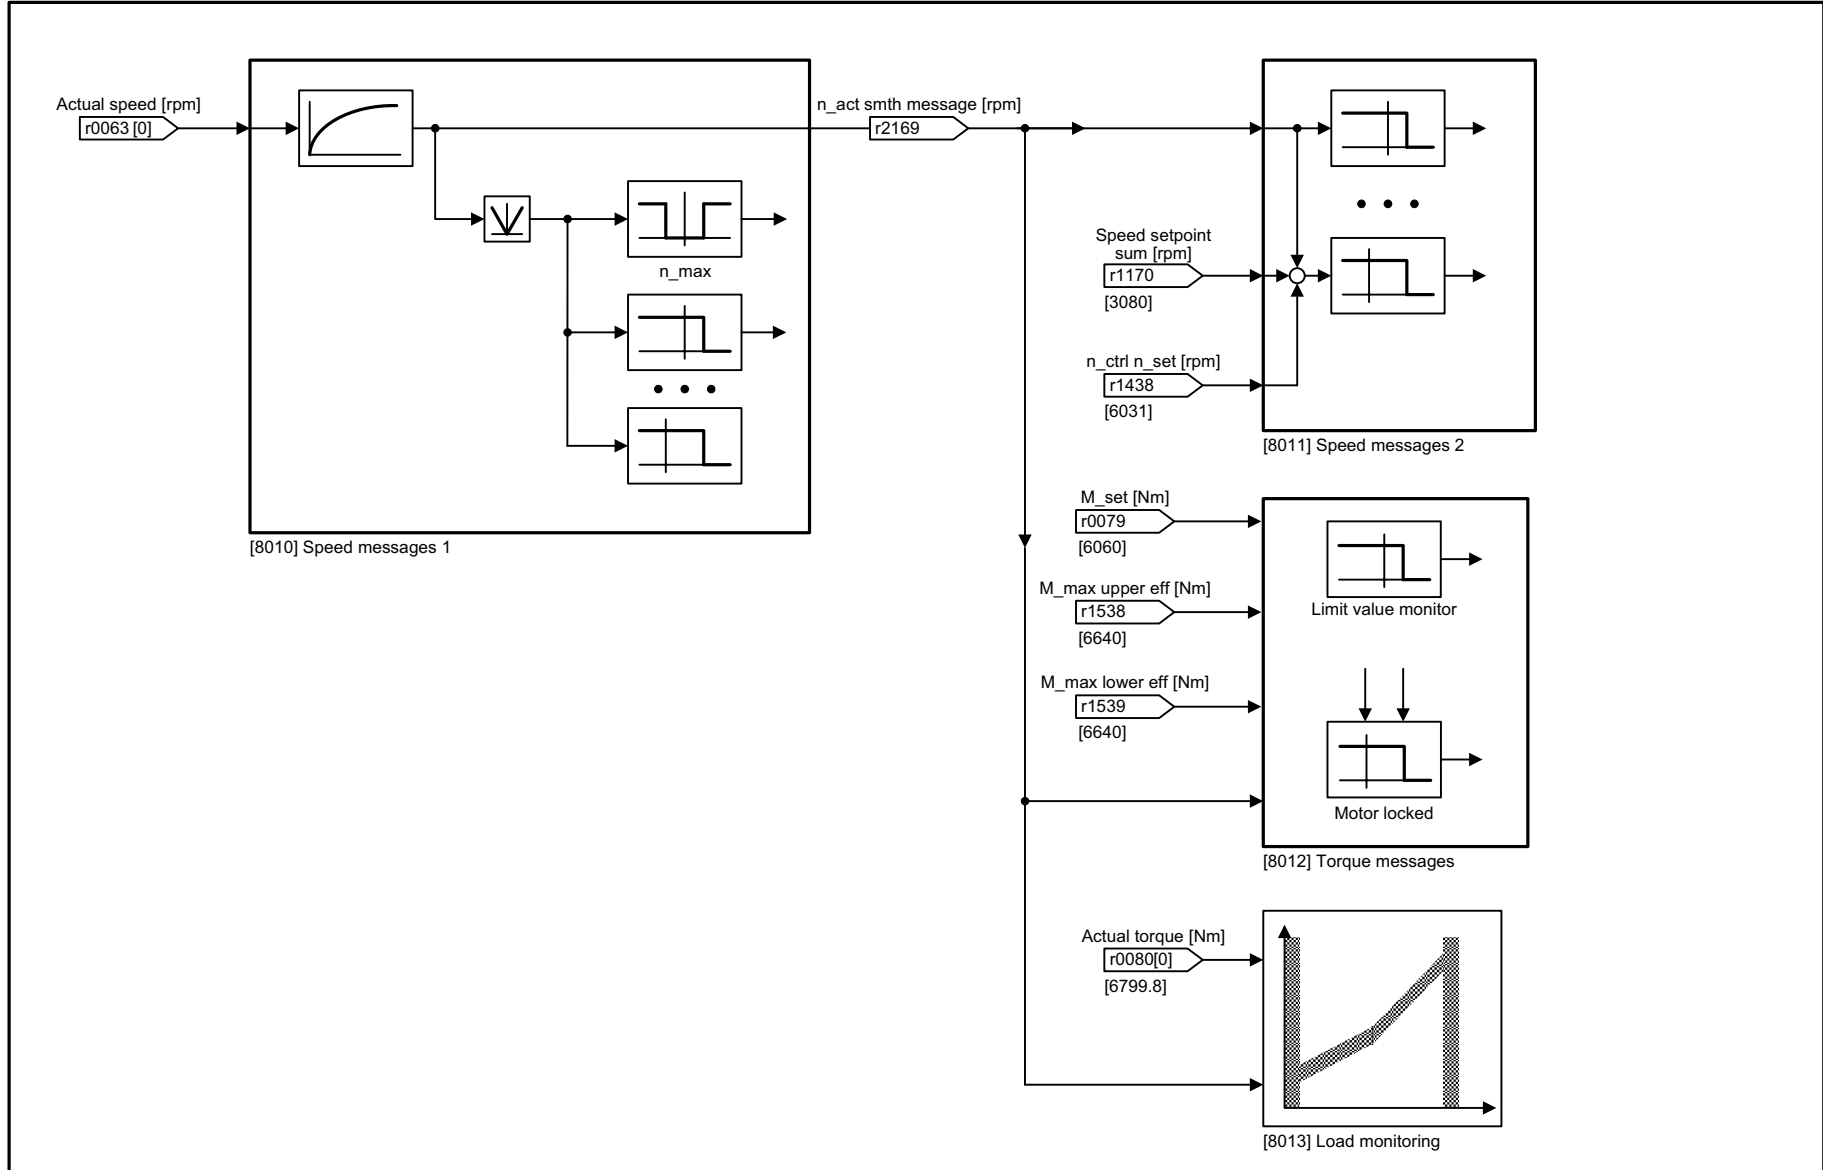 Actual speed [rpm]
r0063 [0]
n_max
[8010] Speed messages 1
n_act smth message [rpm]
r2169
Speed setpoint
sum [rpm]
r1170
[3080]
n_ctrl n_set [rpm]
r1438
[6031]
[8011] Speed messages 2
M_set [Nm]
r0079
[6060]
M_max upper eff [Nm]
r1538
[6640]
M_max lower eff [Nm]
r1539
[6640]
Limit value monitor
Motor locked
[8012] Torque messages
Actual torque [Nm]
r0080[0]
[6799.8]
[8013] Load monitoring